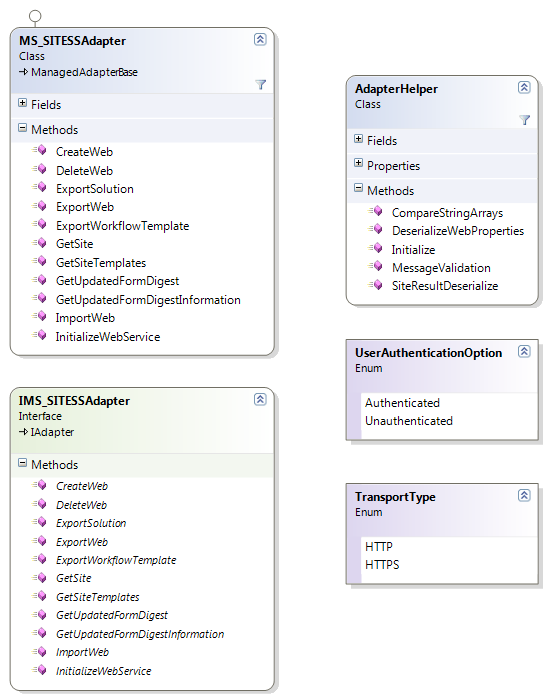 MS_SITESSAdapter
Class
ManagedAdapterBase
Fields
Methods
CreateWeb
DeleteWeb
ExportSolution
ExportWeb
ExportWorkflowTemplate
GetSite
GetSiteTemplates
GetUpdatedFormDigest
GetUpdatedFormDigestInformation
ImportWeb
InitializeWebService
IMS_SITESSAdapter
Interface
IAdapter
Methods
CreateWeb
DeleteWeb
ExportSolution
ExportWeb
ExportWorkflowTemplate
GetSite
GetSiteTemplates
GetUpdatedFormDigest
GetUpdatedFormDigestInformation
ImportWeb
InitializeWebService
AdapterHelper
Class
Fields
Properties
Methods
CompareStringArrays
DeserializeWebProperties
Initialize
MessageValidation
SiteResultDeserialize
UserAuthenticationOption
Enum
Authenticated
Unauthenticated
TransportType
Enum
HTTP
HTTPS